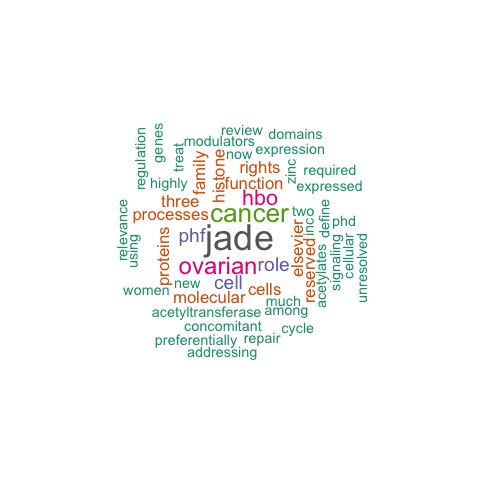 review
domains
modulators
genes
regulation
treat
now
expression
family
histone
rights
zinc
required
highly
function
expressed
three
hbo
two
processes
cancer
inc
define
phd
relevance
using
phf
jade
elsevier
reserved
acetylates
signaling
cellular
unresolved
proteins
ovarian
role
women
new
cell
cells
molecular
much
acetyltransferase
among
concomitant
cycle
preferentially
repair
addressing